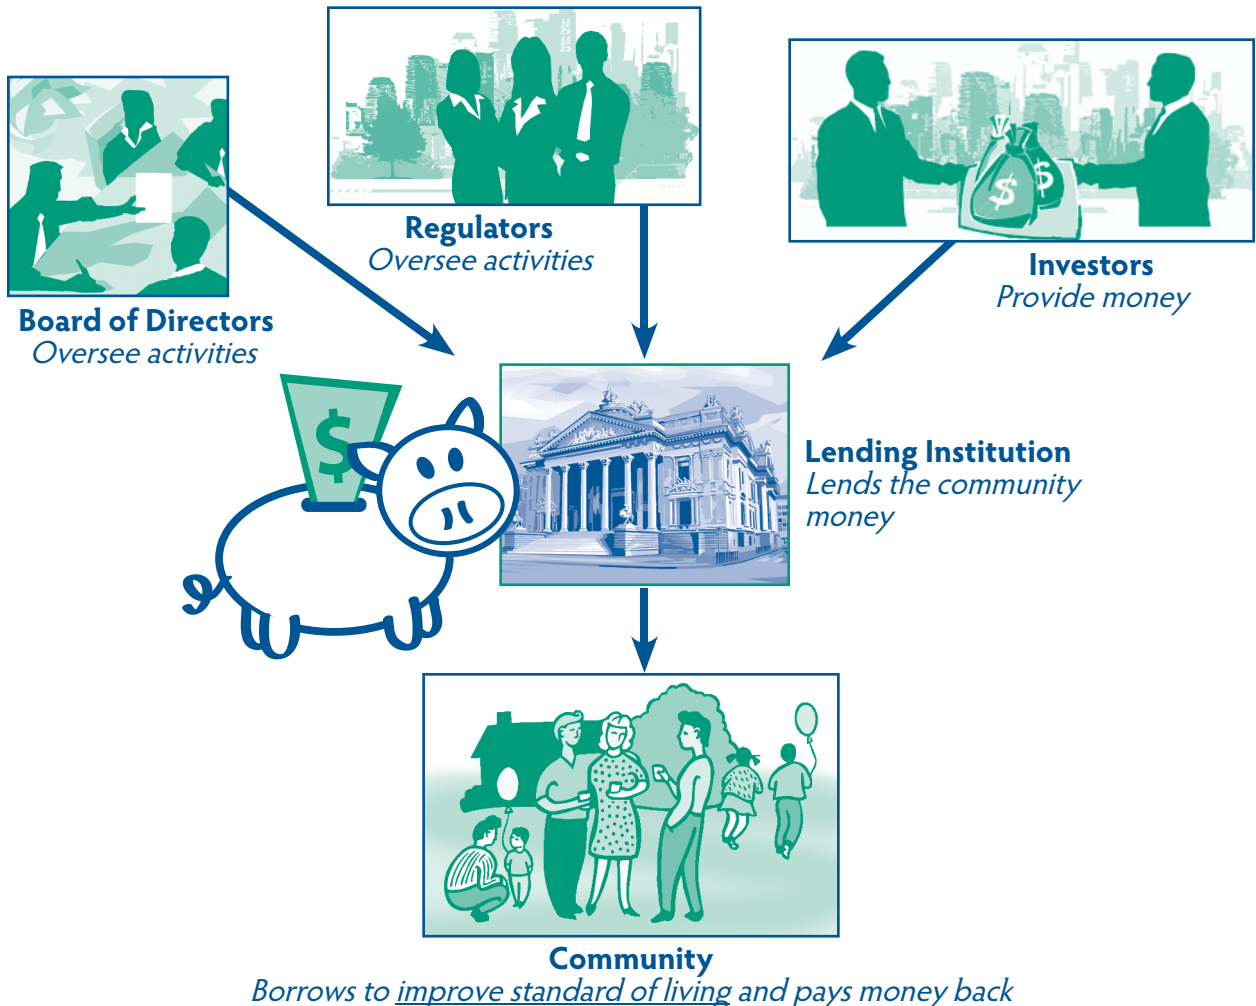 Regulators
Oversee activities
Investors
Provide money
Board of Directors
Oversee activities
$
$
$
Lending Institution
Lends the community
money
Community
Borrows to improve standard of living and pays money back